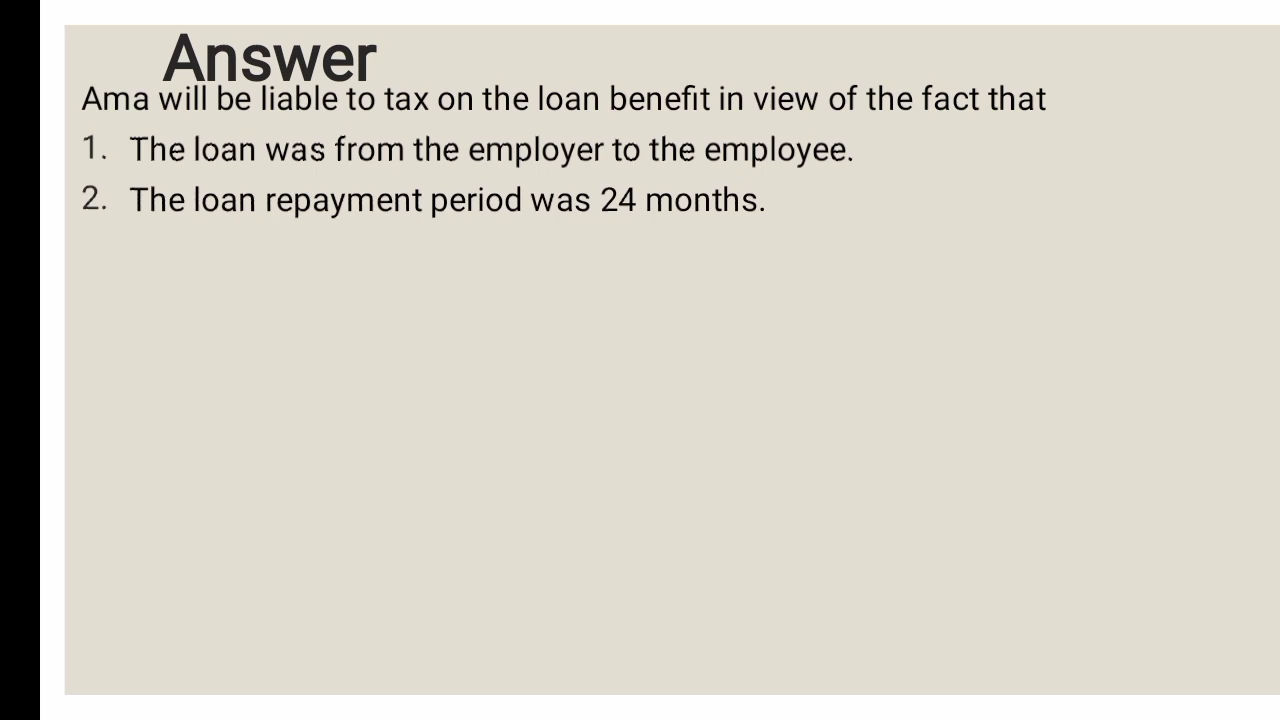 Answer
Ama will be liable to tax on the loan benefit in view of the fact that
1. The loan was from the employer to the employee.
2. The loan repayment period was 24 months.